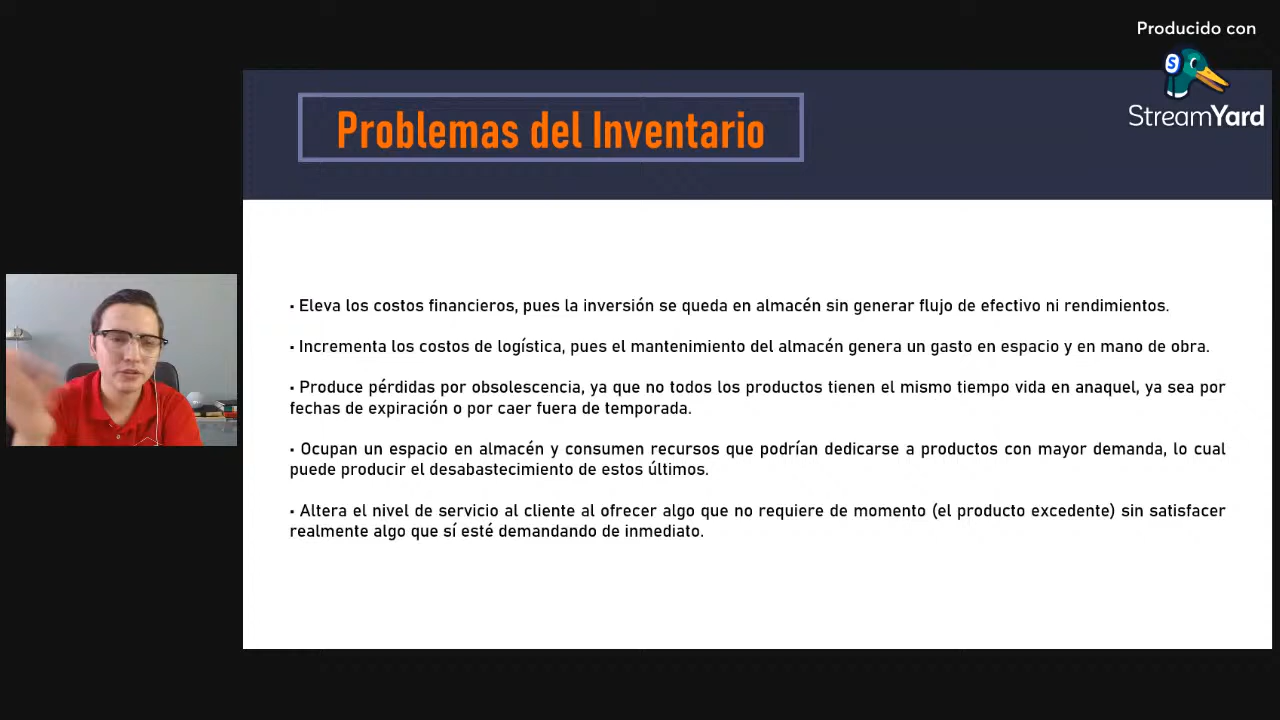 Producido con
S
StreamYard
Problemas del Inventario
▪ Eleva los costos financieros, pues la inversión se queda en almacén sin generar flujo de efectivo ni rendimientos.
▪ Incrementa los costos de logística, pues el mantenimiento del almacén genera un gasto en espacio y en mano de obra.
▪ Produce pérdidas por obsolescencia, ya que no todos los productos tienen el mismo tiempo vida en anaquel, ya sea por
fechas de expiración o por caer fuera de temporada.
▪ Ocupan un espacio en almacén y consumen recursos que podrían dedicarse a productos con mayor demanda, lo cual
puede producir el desabastecimiento de estos últimos.
▪ Altera el nivel de servicio al cliente al ofrecer algo que no requiere de momento (el producto excedente) sin satisfacer
realmente algo que sí esté demandando de inmediato.